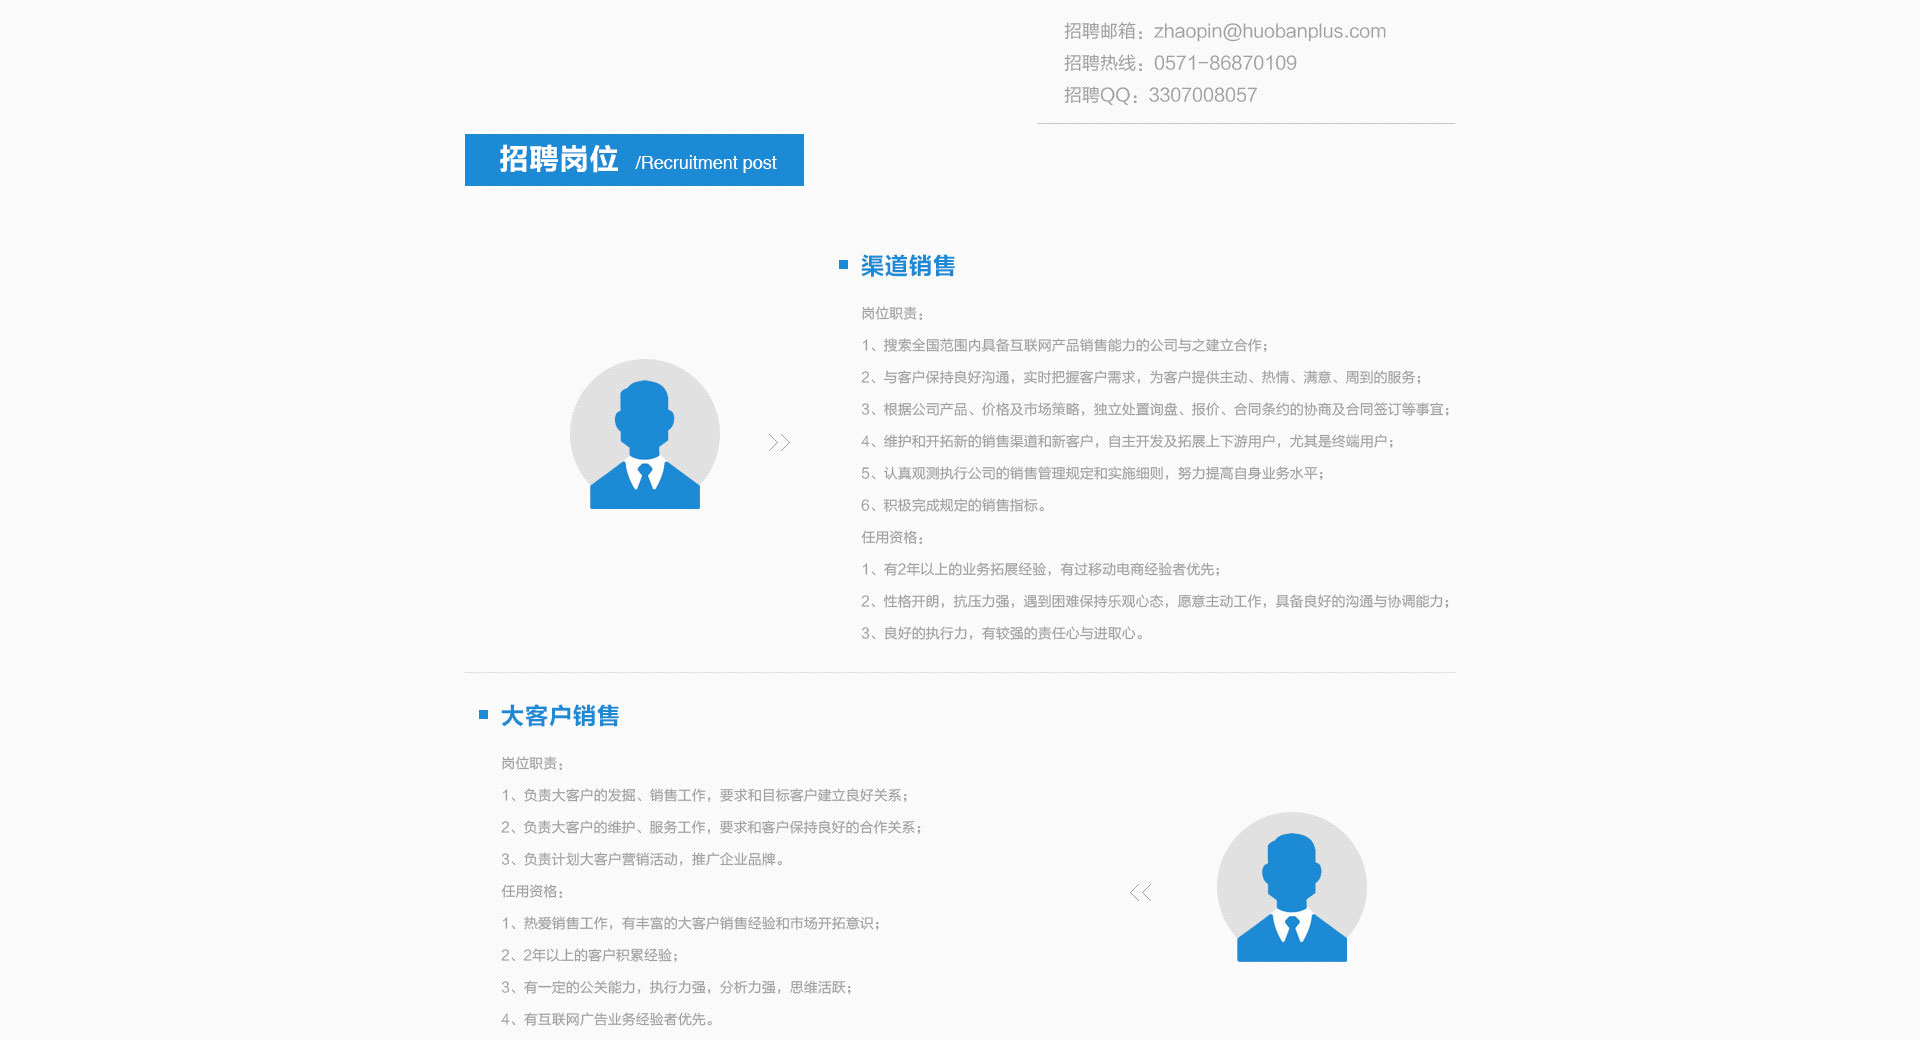 招聘邮箱：zhaopin@huobanplus.com
招聘热线：0571-86870109
招聘QQ：3307008057
招聘岗位 /Recruitment post
渠道销售
岗位职责：
1、搜索全国范围内具备互联网产品销售能力的公司与之建立合作；
2、与客户保持良好沟通，实时把握客户需求，为客户提供主动、热情、满意、周到的服务；
3、根据公司产品、价格及市场策略，独立处置询盘、报价、合同条约的协商及合同签订等事宜；
4、维护和开拓新的销售渠道和新客户，自主开发及拓展上下游用户，尤其是终端用户；
5、认真观测执行公司的销售管理规定和实施细则，努力提高自身业务水平；
6、积极完成规定的销售指标。
任用资格：
1、有2年以上的业务拓展经验，有过移动电商经验者优先；
2、性格开朗，抗压力强，遇到困难保持乐观心态，愿意主动工作，具备良好的沟通与协调能力；
3、良好的执行力，有较强的责任心与进取心。
大客户销售
岗位职责：
1、负责大客户的发掘、销售工作，要求和目标客户建立良好关系；
2、负责大客户的维护、服务工作，要求和客户保持良好的合作关系；
3、负责计划大客户营销活动，推广企业品牌。
任用资格：
1、热爱销售工作，有丰富的大客户销售经验和市场开拓意识；
2、2年以上的客户积累经验；
3、有一定的公关能力，执行力强，分析力强，思维活跃；
4、有互联网广告业务经验者优先。